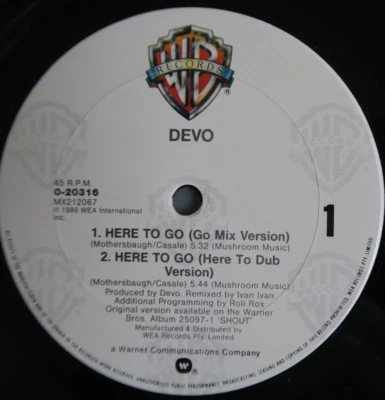 WB
RECORDS
DEVO
45 R.P.M.
0-20316
MX212067
℗ 1986 WEA International
Inc.
1
1. HERE TO GO (Go Mix Version)
(Mothersbaugh/Casale) 5.32 (Mushroom Music)
2. HERE TO GO (Here To Dub
Version)
(Mothersbaugh/Casale) 5.44 (Mushroom Music)
Produced by Devo. Remixed by Ivan Ivan
Additional Programming by Roli Rox
Original version available on the Warner
Bros. Album 25097-1 'SHOUT'
Manufactured & Distributed by
WEA Records Pty. Limited
a Warner Communications Company